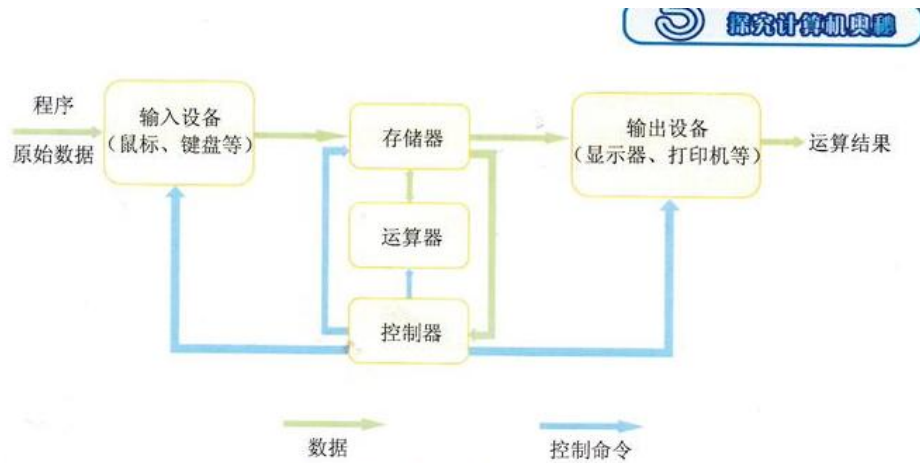 探究计算机奥秘
程序
原始数据
输入设备
（鼠标、键盘等）
存储器
输出设备
（显示器、打印机等）
运算结果
运算器
控制器
数据
控制命令